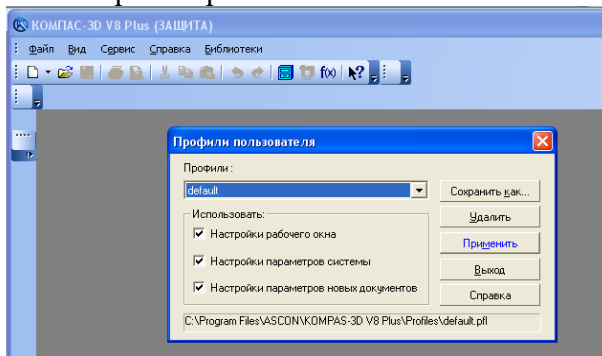 КОМПАС-3D V8 Plus (ЗАЩИТА)
Файл Вид Сервис Справка Библиотеки
Профили пользователя
Профили:
default
Сохранить как...
Использовать:
Удалить
Настройки рабочего окна
Применить
Настройки параметров системы
Выход
Настройки параметров новых документов
Справка
C:\Program Files\ASCON\KOMPAS-3D V8 Plus\Profiles\default.pfl